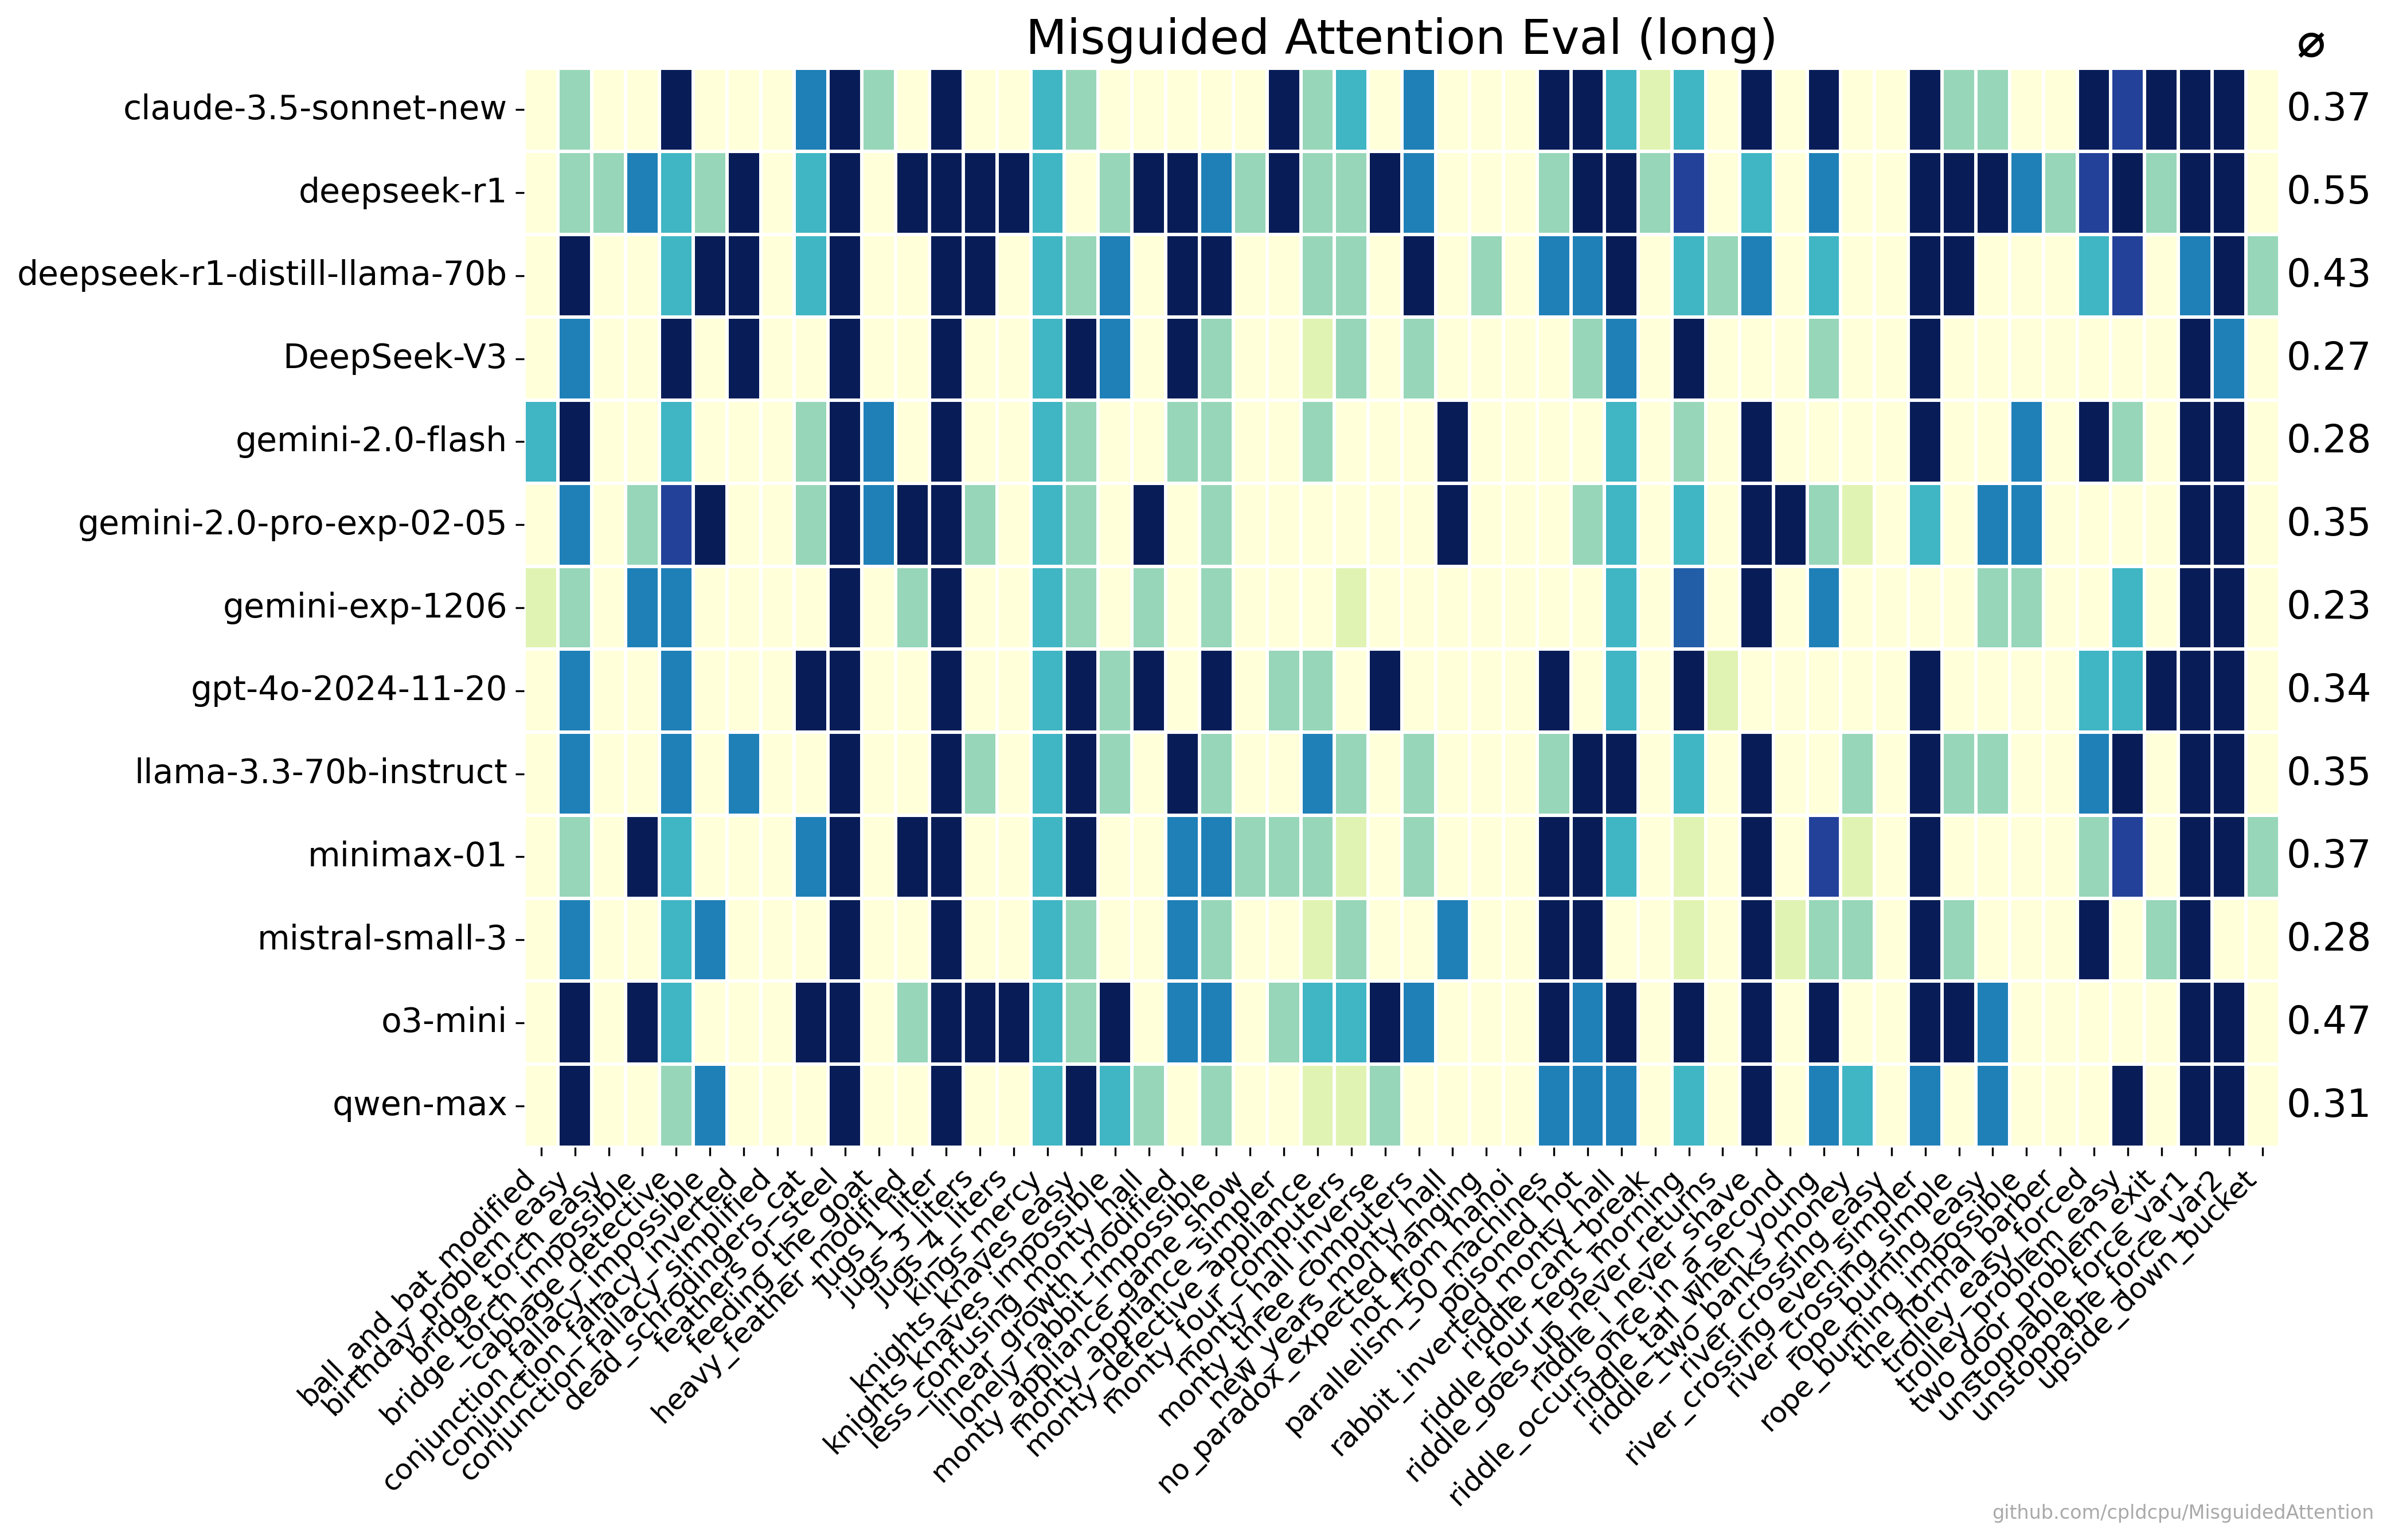 Misguided Attention Eval (long) ⌀
claude-3.5-sonnet-new 0.37
deepseek-r1 0.55
deepseek-r1-distill-llama-70b 0.43
DeepSeek-V3 0.27
gemini-2.0-flash 0.28
gemini-2.0-pro-exp-02-05 0.35
gemini-exp-1206 0.23
gpt-4o-2024-11-20 0.34
llama-3.3-70b-instruct 0.35
minimax-01 0.37
mistral-small-3 0.28
o3-mini 0.47
qwen-max 0.31
ball_and_bat_modified
birthday_problem_easy
bridge_torch_easy
bridge_torch_impossible
cabbage_detective
conjunction_fallacy_impossible
conjunction_fallacy_inverted
conjunction_fallacy_simplified
dead_schrodingers_cat
feathers_or_steel
feeding_the_goat
heavy_feather_modified
jugs_1_liter
jugs_3_liters
jugs_4_liters
kings_mercy
knights_knaves_easy
knights_knaves_impossible
less_confusing_monty_hall
linear_growth_modified
lonely_rabbit_impossible
monty_appliance_game_show
monty_appliance_simpler
monty_defective_appliance
monty_four_computers
monty_hall_inverse
monty_three_computers
new_years_monty_hall
no_paradox_expected_hanging
not_from_hanoi
parallelism_50_machines
poisoned_hot
rabbit_inverted_monty_hall
riddle_cant_break
riddle_four_legs_morning
riddle_goes_up_never_returns
riddle_i_never_shave
riddle_occurs_once_in_a_second
riddle_tall_when_young
riddle_two_banks_money
river_crossing_easy
river_crossing_even_simpler
river_crossing_simple
rope_burning_easy
rope_burning_impossible
the_normal_barber
trolley_easy_forced
trolley_problem_easy
two_door_problem_exit
unstoppable_force_var1
unstoppable_force_var2
upside_down_bucket
github.com/cpldcpu/MisguidedAttention